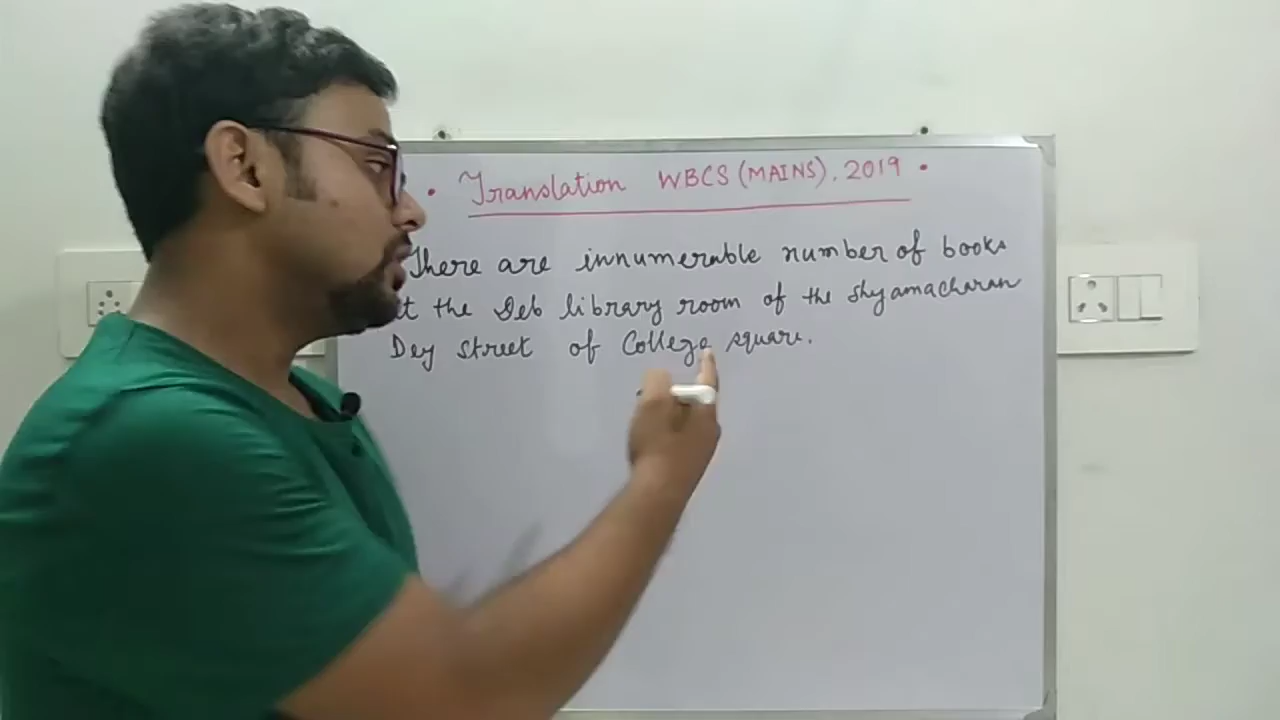 • Translation WBCS (MAINS). 2019 •
There are innumerable number of books
the Deb library room of the Shyamacharan
Dey Street of College square.